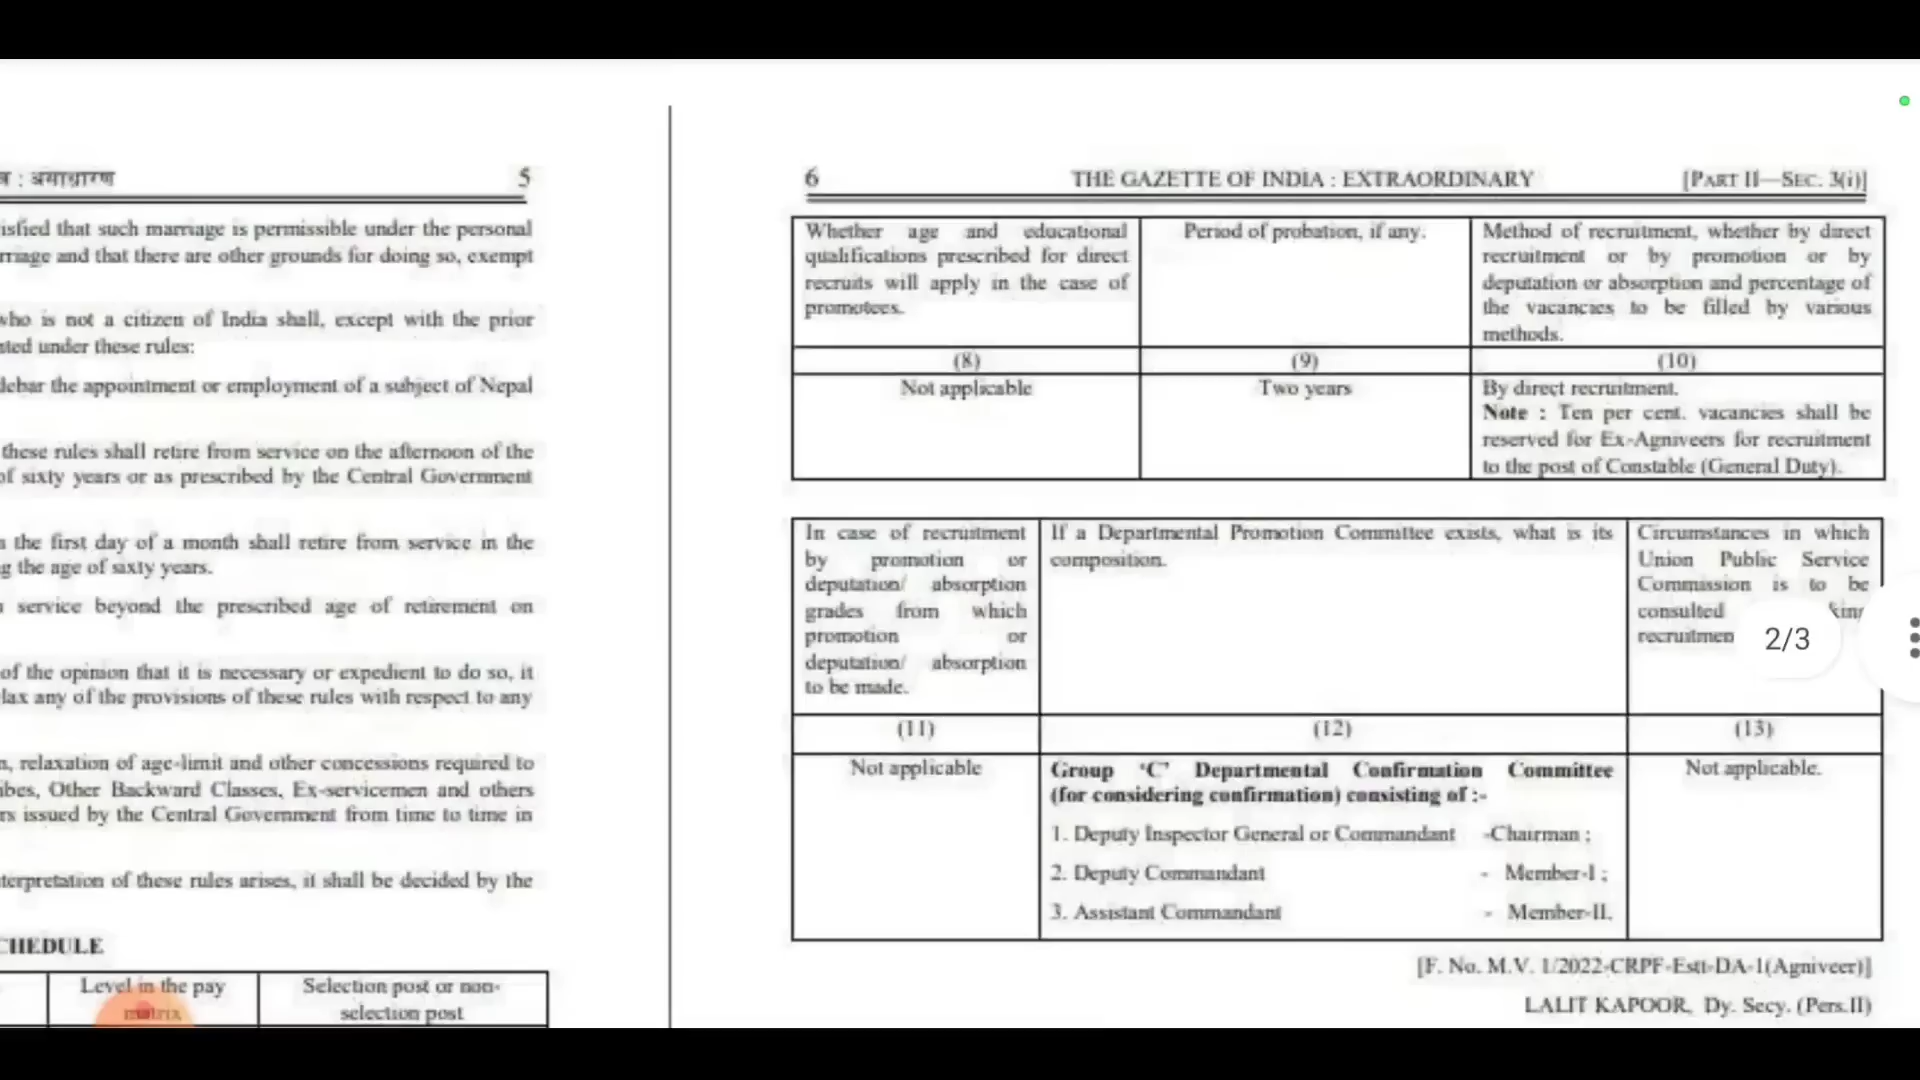 : असाधारण 5
isfied that such marriage is permissible under the personal
rriage and that there are other grounds for doing so, exempt
who is not a citizen of India shall, except with the prior
ted under these rules:
debar the appointment or employment of a subject of Nepal
these rules shall retire from service on the afternoon of the
of sixty years or as prescribed by the Central Government
the first day of a month shall retire from service in the
g the age of sixty years.
service beyond the prescribed age of retirement on
of the opinion that it is necessary or expedient to do so, it
lax any of the provisions of these rules with respect to any
n, relaxation of age-limit and other concessions required to
ibes, Other Backward Classes, Ex-servicemen and others
rs issued by the Central Government from time to time in
terpretation of these rules arises, it shall be decided by the
CHEDULE
Level in the pay
matrix
Selection post or non-
selection post
6 THE GAZETTE OF INDIA : EXTRAORDINARY [PART II—SEC. 3(i)]
Whether age and educational
qualifications prescribed for direct
recruits will apply in the case of
promotees.
Period of probation, if any.
Method of recruitment, whether by direct
recruitment or by promotion or by
deputation or absorption and percentage of
the vacancies to be filled by various
methods.
(8) (9) (10)
Not applicable
Two years
By direct recruitment.
Note : Ten per cent. vacancies shall be
reserved for Ex-Agniveers for recruitment
to the post of Constable (General Duty).
In case of recruitment
by promotion or
deputation/ absorption
grades from which
promotion or
deputation/ absorption
to be made.
If a Departmental Promotion Committee exists, what is its
composition.
Circumstances in which
Union Public Service
Commission is to be
consulted king
recruitmen
2/3
(11) (12) (13)
Not applicable
Group ‘C’ Departmental Confirmation Committee
(for considering confirmation) consisting of :-
1. Deputy Inspector General or Commandant -Chairman ;
2. Deputy Commandant - Member-I ;
3. Assistant Commandant - Member-II.
Not applicable.
[F. No. M.V. 1/2022-CRPF-Estt-DA-1(Agniveer)]
LALIT KAPOOR, Dy. Secy. (Pers.II)